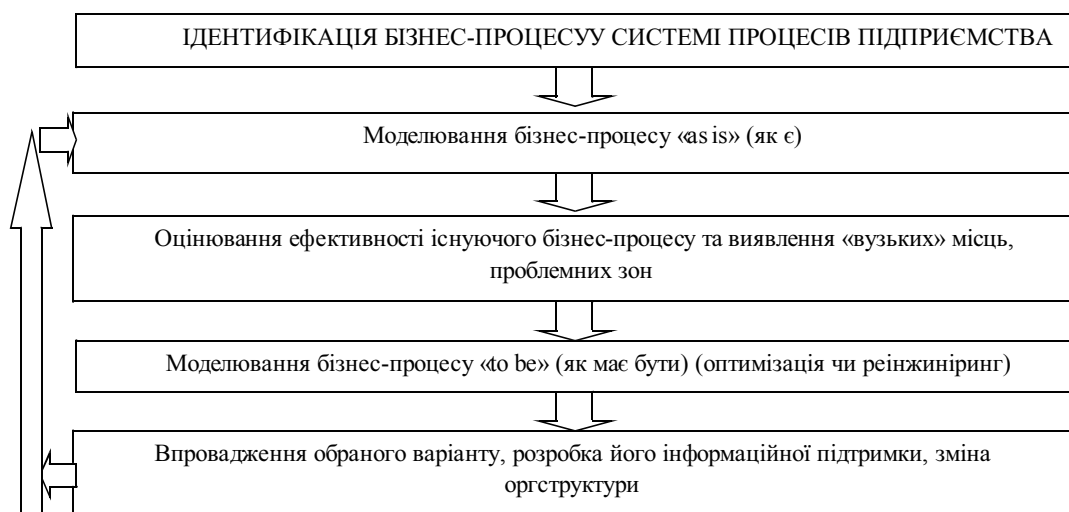 ІДЕНТИФІКАЦІЯ БІЗНЕС-ПРОЦЕСУУ СИСТЕМІ ПРОЦЕСІВ ПІДПРИЄМСТВА
Моделювання бізнес-процесу «as is» (як є)
Оцінювання ефективності існуючого бізнес-процесу та виявлення «вузьких» місць,
проблемних зон
Моделювання бізнес-процесу «to be» (як має бути) (оптимізація чи реінжиніринг)
Впровадження обраного варіанту, розробка його інформаційної підтримки, зміна
оргструктури